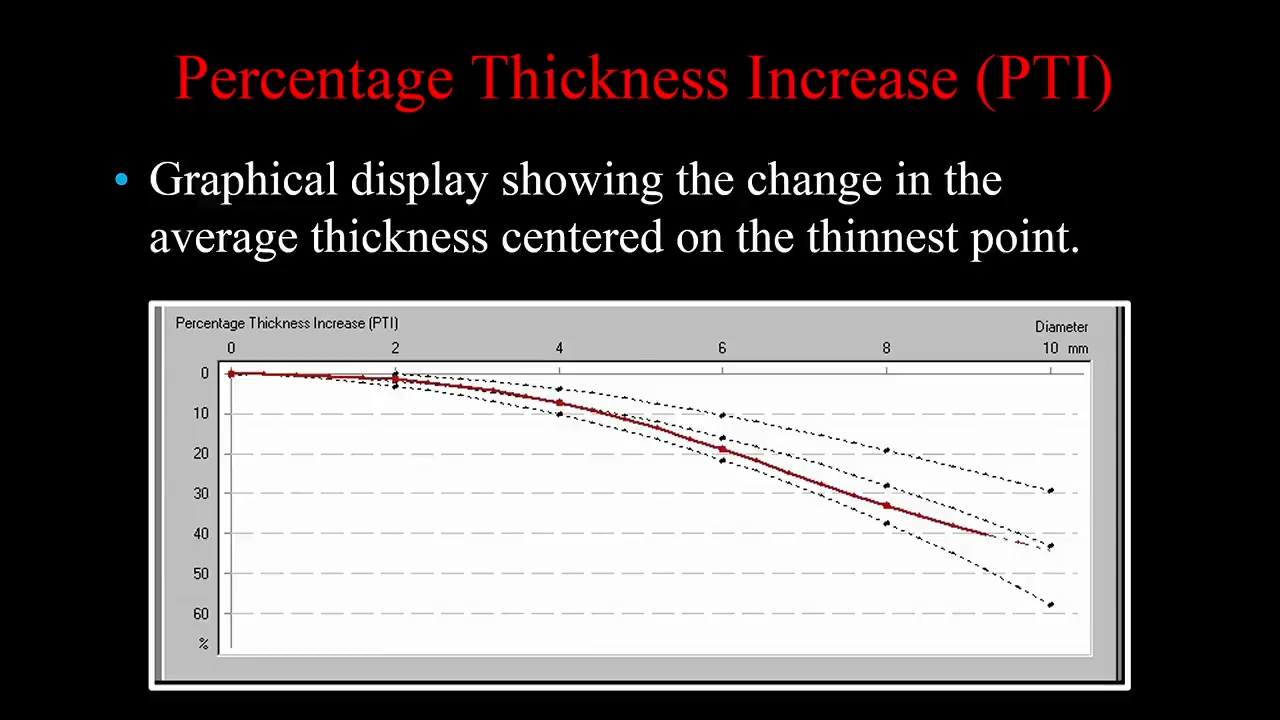 Percentage Thickness Increase (PTI)
• Graphical display showing the change in the
average thickness centered on the thinnest point.
Percentage Thickness Increase (PTI)
Diameter
0 2 4 6 8 10 mm
0
10
20
30
40
50
60
%